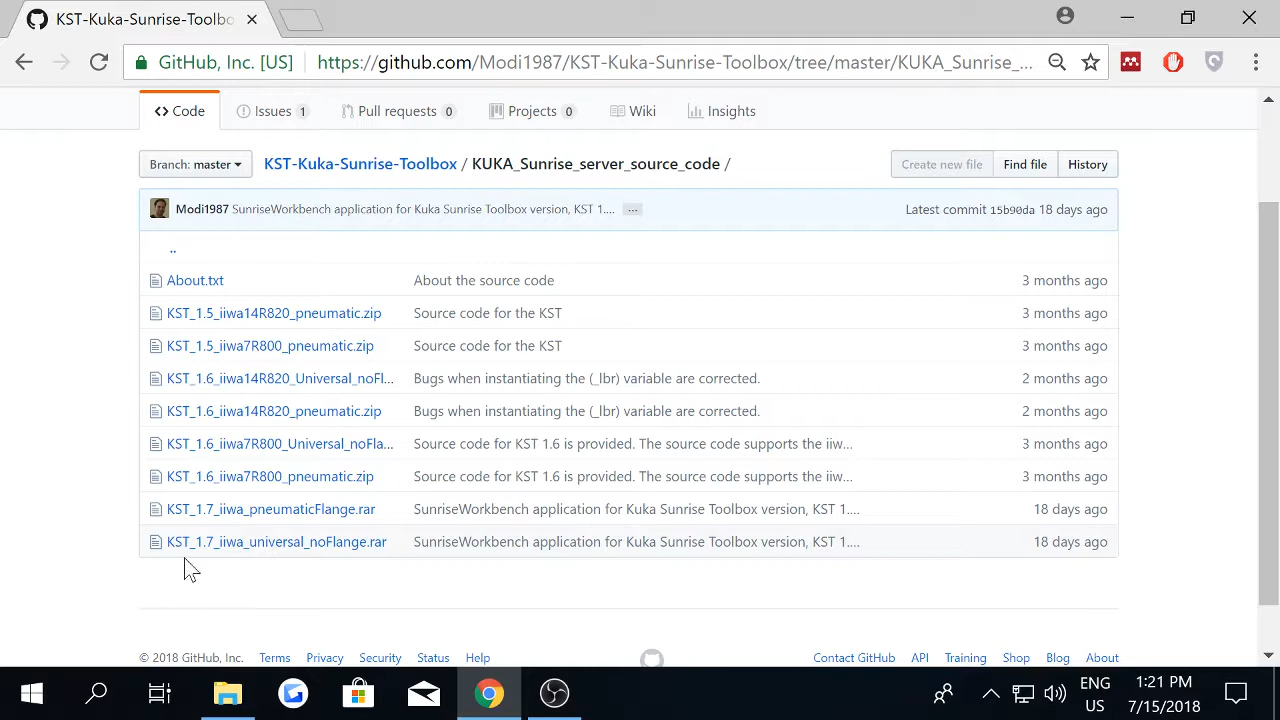 KST-Kuka-Sunrise-Toolbo
GitHub, Inc. [US] https://github.com/Modi1987/KST-Kuka-Sunrise-Toolbox/tree/master/KUKA_Sunrise_...
Code Issues 1 Pull requests 0 Projects 0 Wiki Insights
Branch: master KST-Kuka-Sunrise-Toolbox / KUKA_Sunrise_server_source_code / Create new file Find file History
Modi1987 SunriseWorkbench application for Kuka Sunrise Toolbox version, KST 1.... ... Latest commit 15b90da 18 days ago
..
About.txt About the source code 3 months ago
KST_1.5_iiwa14R820_pneumatic.zip Source code for the KST 3 months ago
KST_1.5_iiwa7R800_pneumatic.zip Source code for the KST 3 months ago
KST_1.6_iiwa14R820_Universal_noFl... Bugs when instantiating the (_lbr) variable are corrected. 2 months ago
KST_1.6_iiwa14R820_pneumatic.zip Bugs when instantiating the (_lbr) variable are corrected. 2 months ago
KST_1.6_iiwa7R800_Universal_noFla... Source code for KST 1.6 is provided. The source code supports the iiw... 3 months ago
KST_1.6_iiwa7R800_pneumatic.zip Source code for KST 1.6 is provided. The source code supports the iiw... 3 months ago
KST_1.7_iiwa_pneumaticFlange.rar SunriseWorkbench application for Kuka Sunrise Toolbox version, KST 1.... 18 days ago
KST_1.7_iiwa_universal_noFlange.rar SunriseWorkbench application for Kuka Sunrise Toolbox version, KST 1.... 18 days ago
© 2018 GitHub, Inc. Terms Privacy Security Status Help Contact GitHub API Training Shop Blog About
ENG 1:21 PM
US 7/15/2018